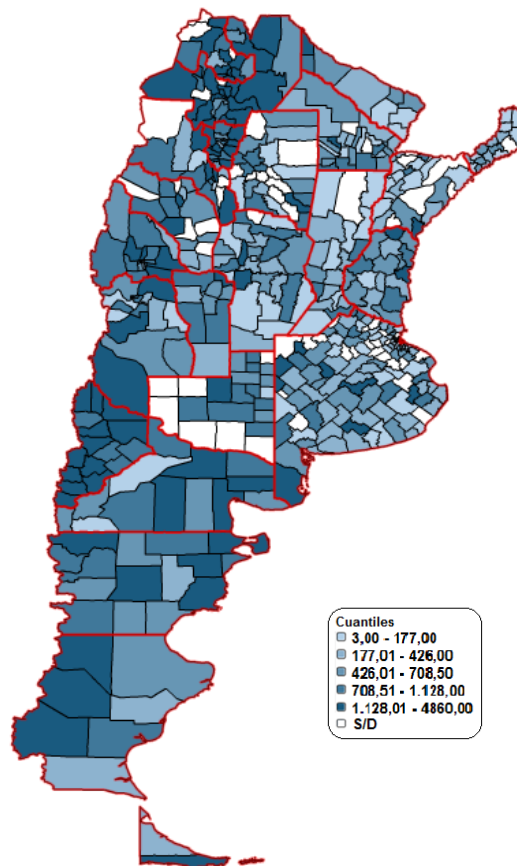 Cuantiles
3,00 - 177,00
177,01 - 426,00
426,01 - 708,50
708,51 - 1.128,00
1.128,01 - 4860,00
S/D